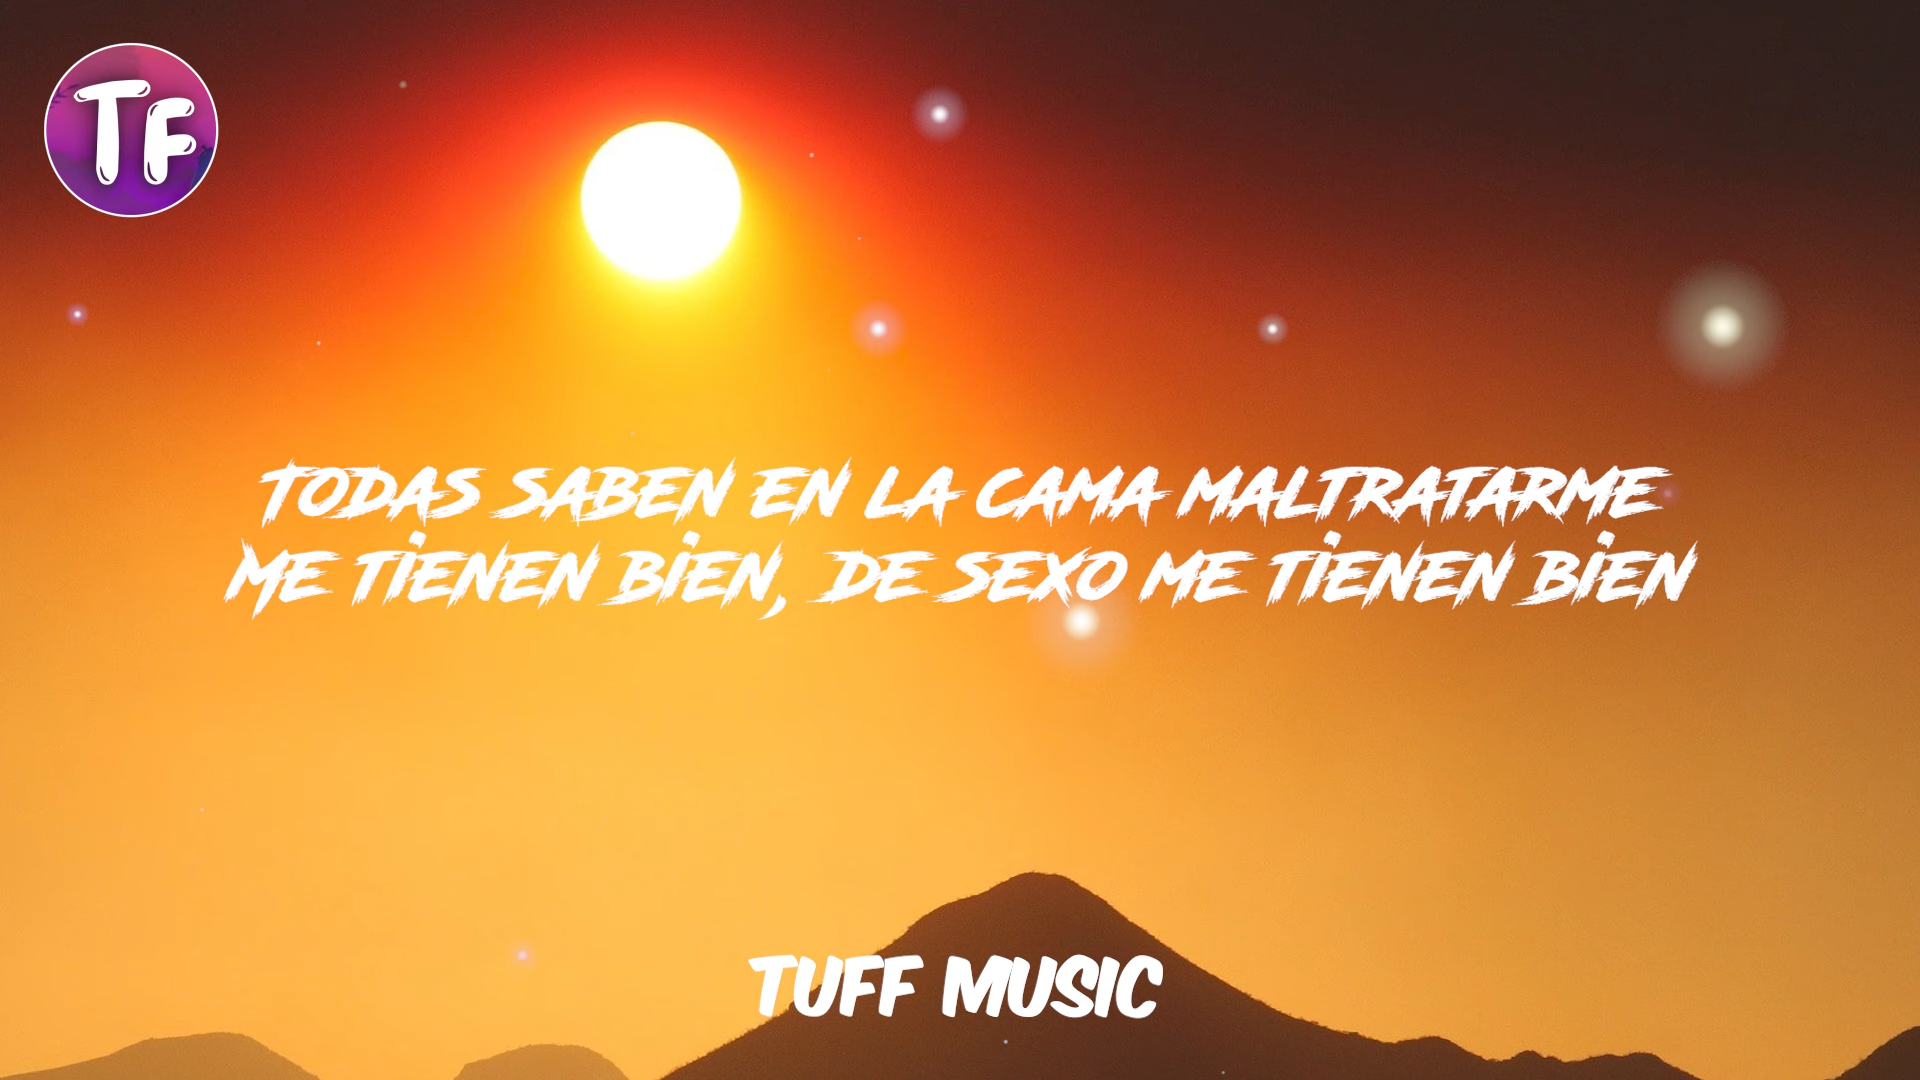 TF
TODAS SABEN EN LA CAMA MALTRATARME
ME TIENEN BIEN, DE SEXO ME TIENEN BIEN
TUFF MUSIC